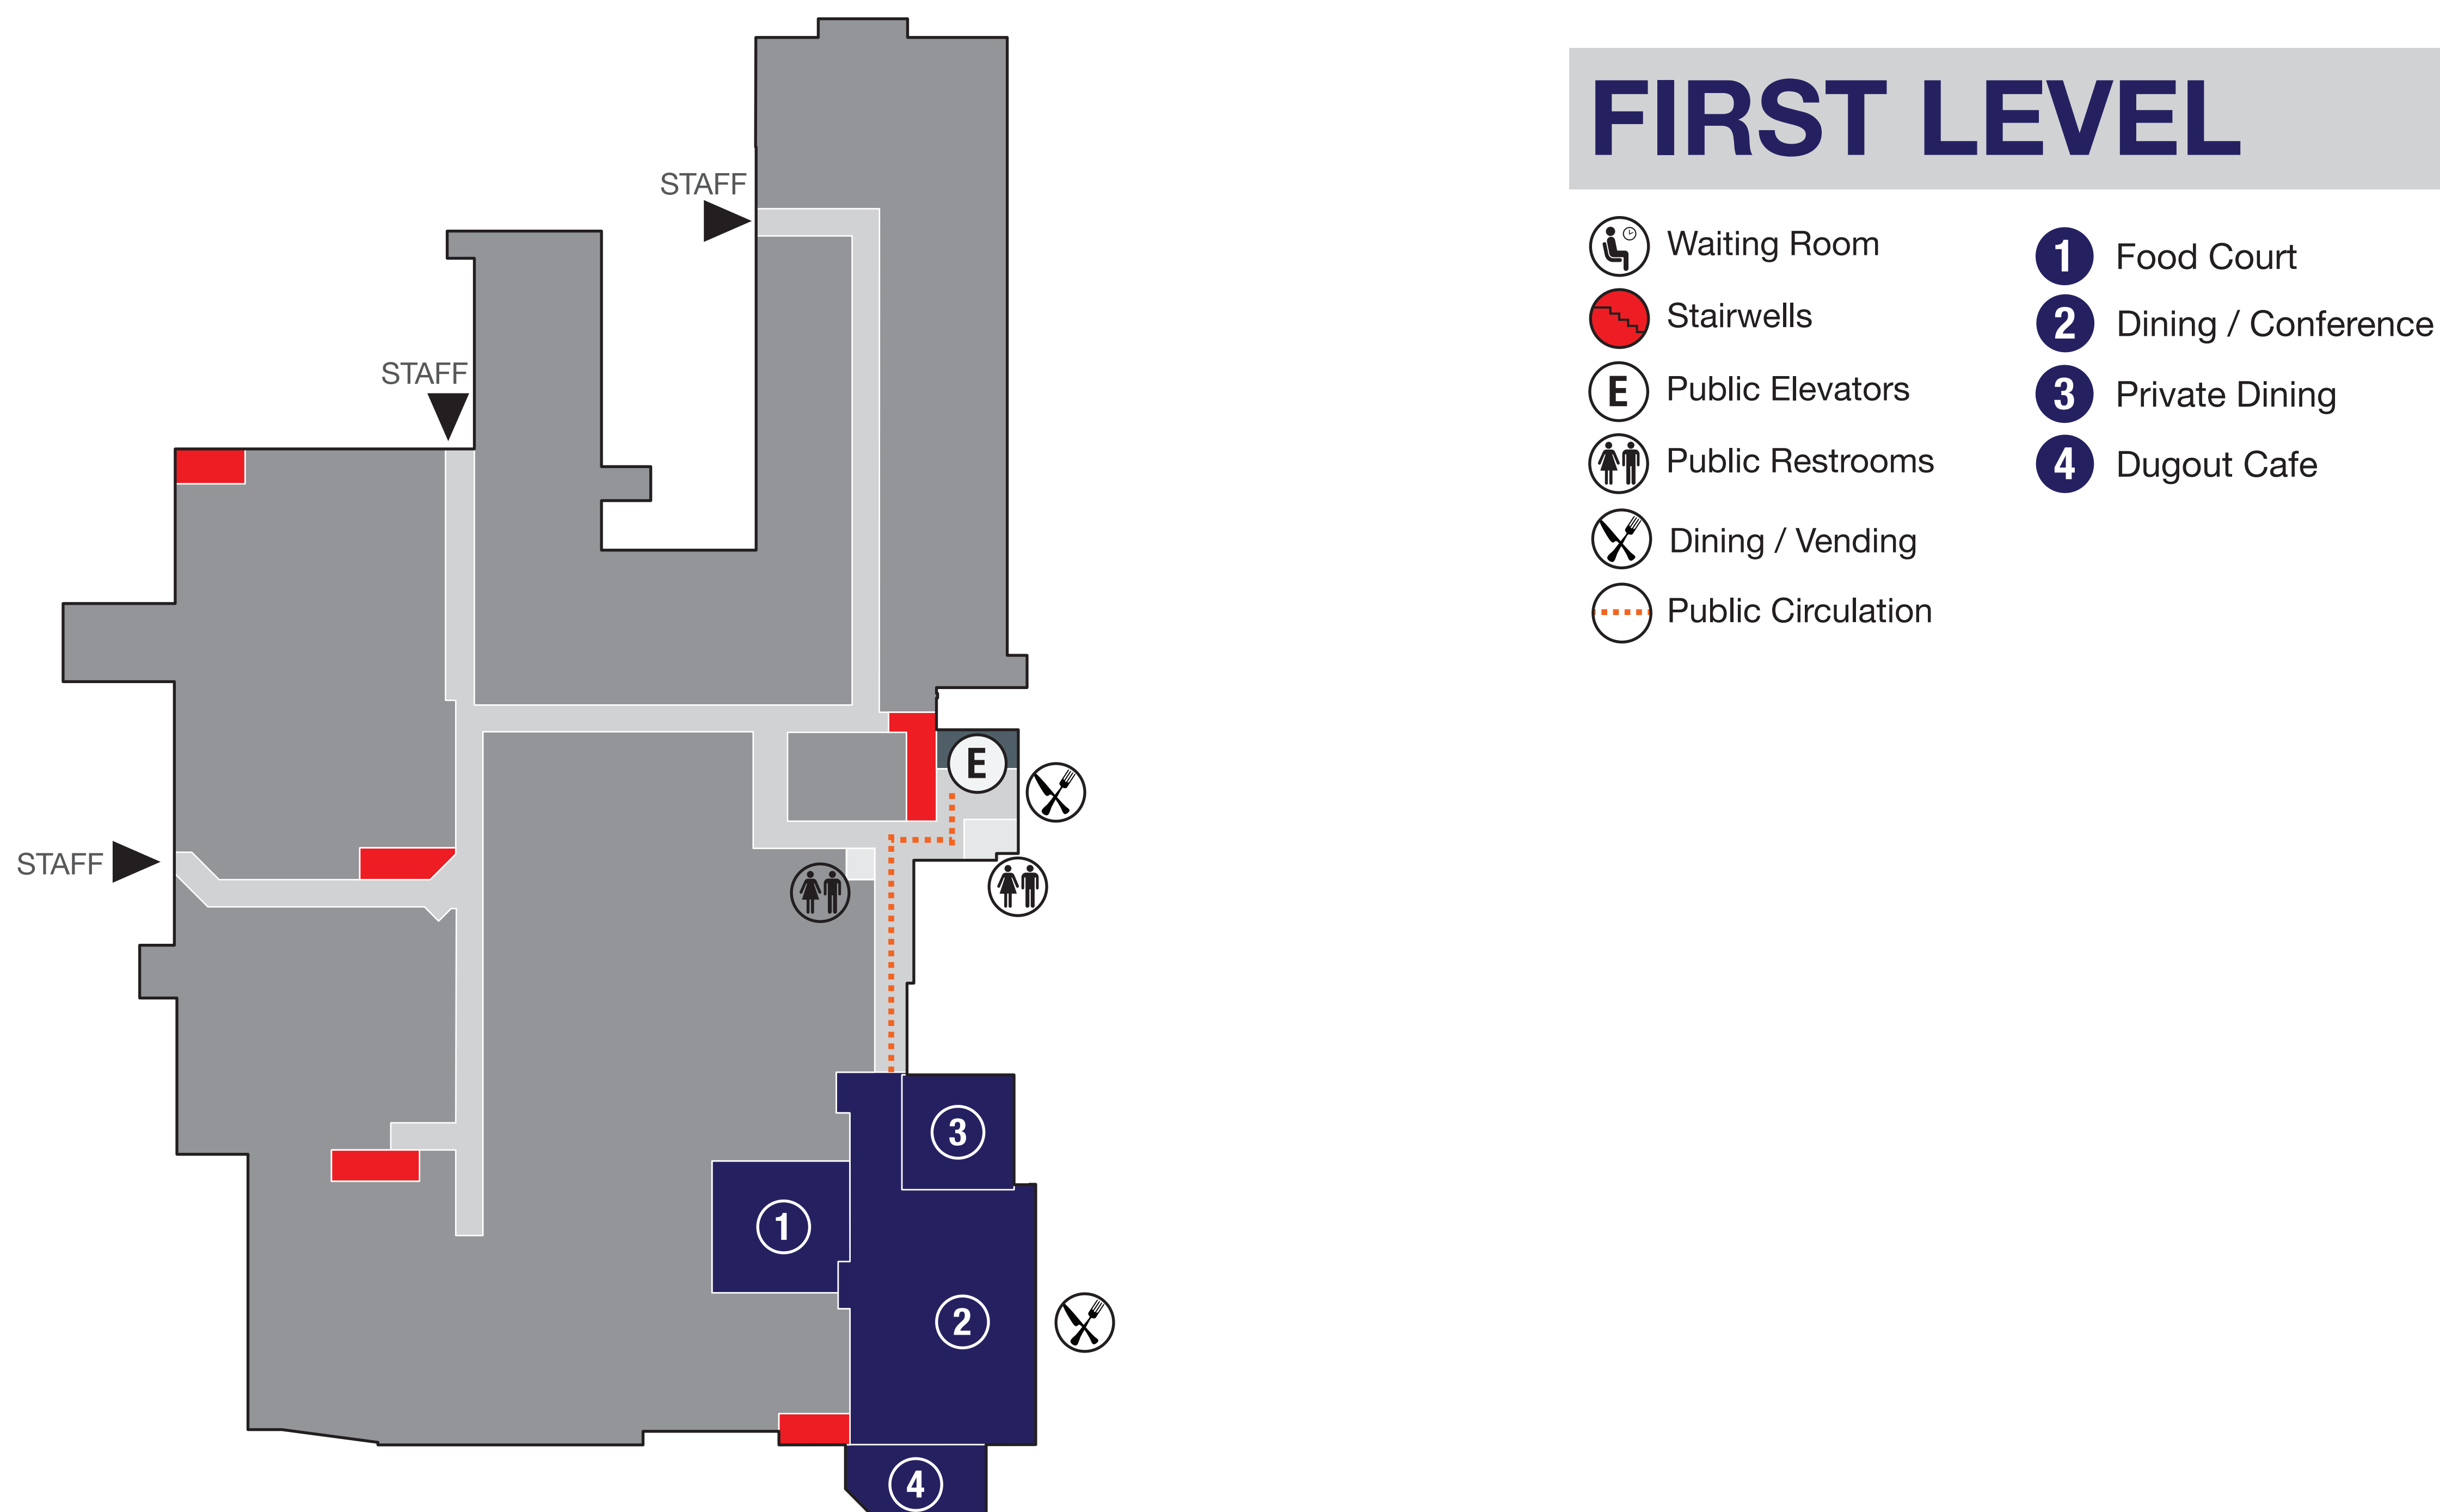 FIRST LEVEL
Waiting Room
Stairwells
E Public Elevators
Public Restrooms
Dining / Vending
Public Circulation
1 Food Court
2 Dining / Conference
3 Private Dining
4 Dugout Cafe
STAFF
STAFF
STAFF
E
3
1
2
4